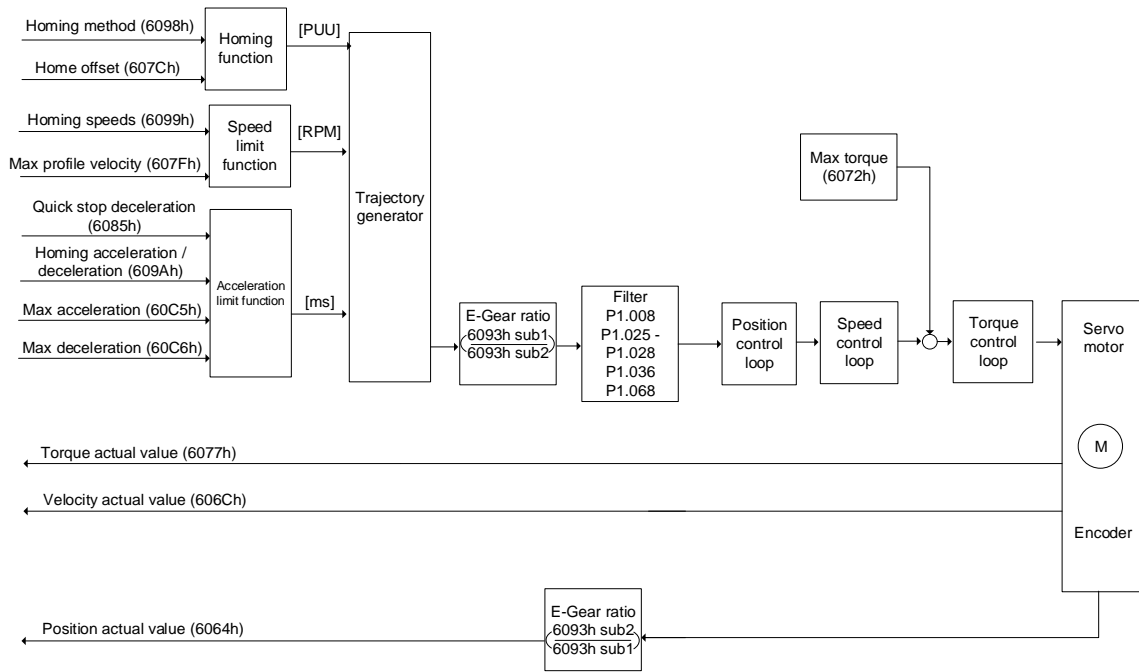 Homing method (6098h)
Home offset (607Ch)
Homing
function
[PUU]
Homing speeds (6099h)
Max profile velocity (607Fh)
Speed
limit
function
[RPM]
Quick stop deceleration
(6085h)
Homing acceleration /
deceleration (609Ah)
Max acceleration (60C5h)
Max deceleration (60C6h)
Acceleration
limit function
[ms]
Trajectory
generator
E-Gear ratio
(6093h sub1
6093h sub2)
Filter
P1.008
P1.025 -
P1.028
P1.036
P1.068
Position
control
loop
Speed
control
loop
Max torque
(6072h)
Torque
control
loop
Servo
motor
M
Encoder
Torque actual value (6077h)
Velocity actual value (606Ch)
Position actual value (6064h)
E-Gear ratio
(6093h sub2
6093h sub1)